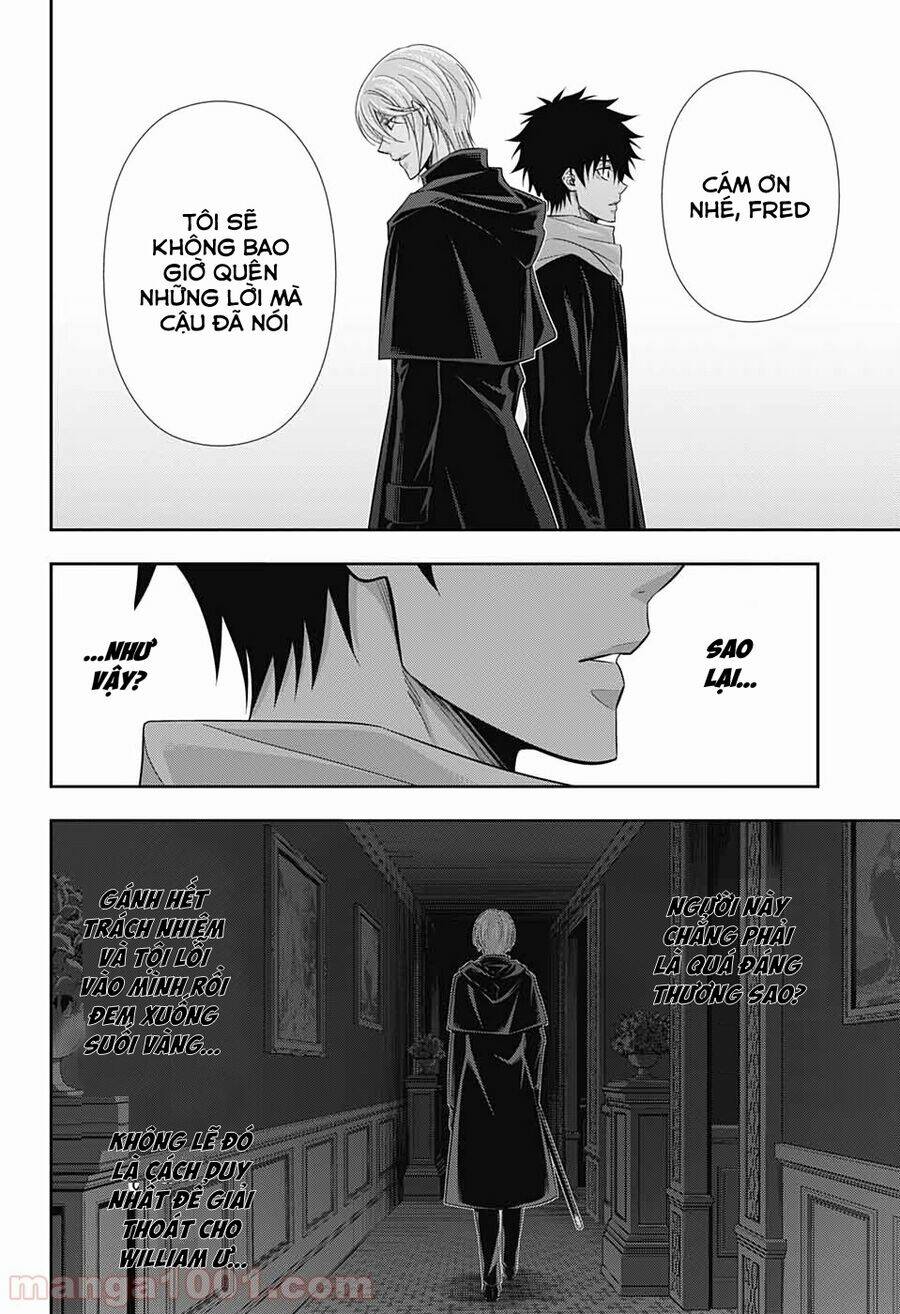 CÁM ƠN
NHÉ, FRED
TÔI SẼ
KHÔNG BAO
GIỜ QUÊN
NHỮNG LỜI MÀ
CẬU ĐÃ NÓI
SAO
LẠI...
...NHƯ
VẬY?
NGƯỜI NÀY
CHẲNG PHẢI
LÀ QUÁ ĐÁNG
THƯƠNG SAO?
GÁNH HẾT
TRÁCH NHIỆM
VÀ TỘI LỖI
VÀO MÌNH RỒI
ĐEM XUỐNG
SUỐI VÀNG...
KHÔNG LẼ ĐÓ
LÀ CÁCH DUY
NHẤT ĐỂ GIẢI
THOÁT CHO
WILLIAM Ư...
manga1001.com